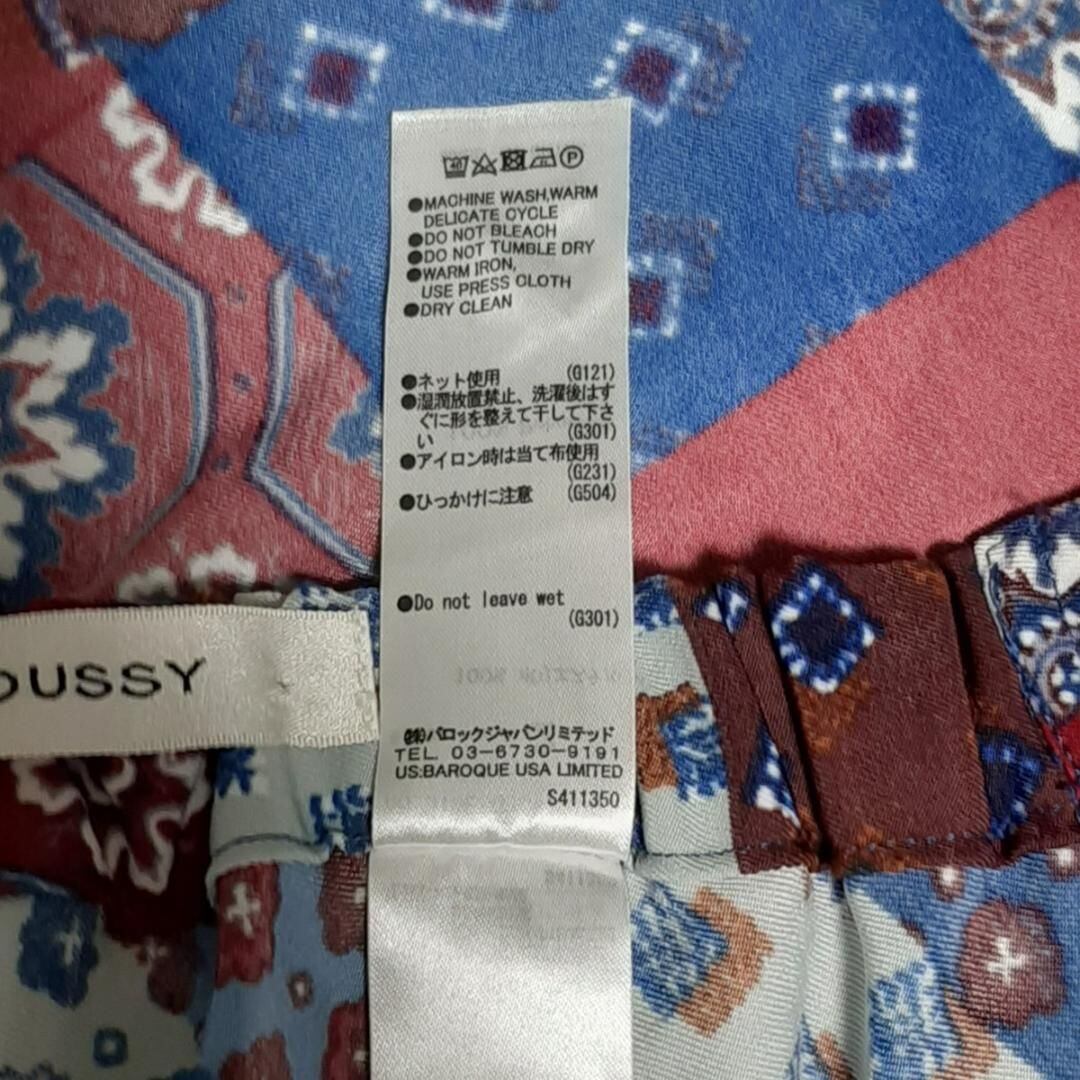 ●MACHINE WASH,WARM
DELICATE CYCLE
●DO NOT BLEACH
●DO NOT TUMBLE DRY
●WARM IRON,
USE PRESS CLOTH
●DRY CLEAN
●ネット使用 (G121)
●湿潤放置禁止、洗濯後はす
ぐに形を整えて干して下さ
い (G301)
●アイロン時は当て布使用
(G231)
●ひっかけに注意 (G504)
●Do not leave wet
(G301)
OUSSY
㈱バロックジャパンリミテッド
TEL. 03-6730-9191
US:BAROQUE USA LIMITED
S411350